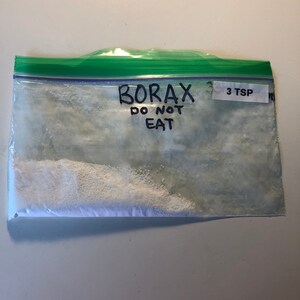 BORAX
DO NOT
EAT
3 TSP